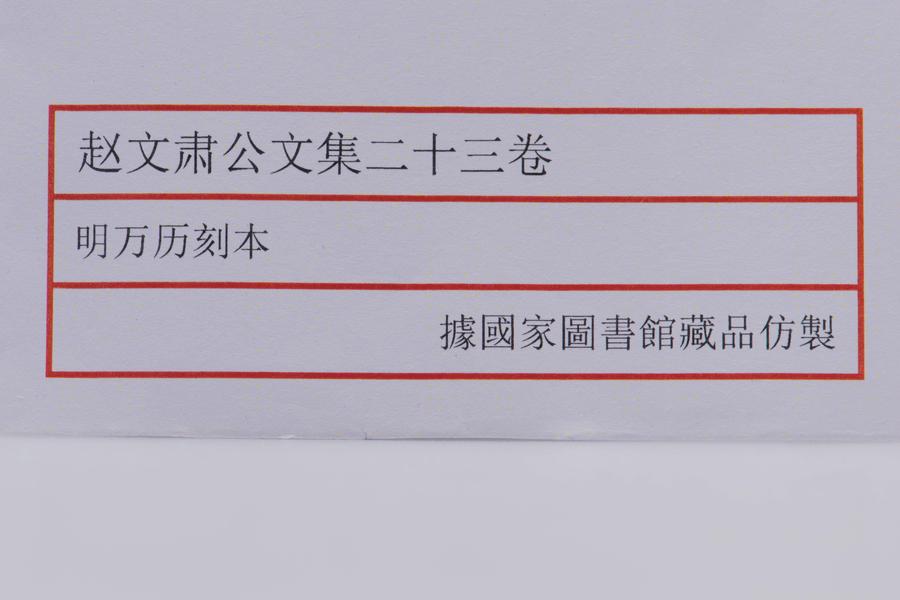 赵文肃公文集二十三卷
明万历刻本
據國家圖書館藏品仿製